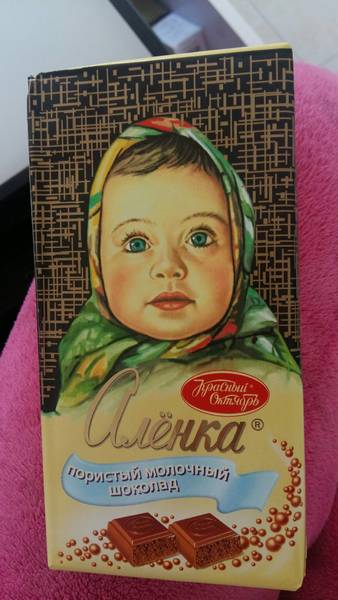 Красный
Октябрь
Алёнка®
пористый молочный
шоколад